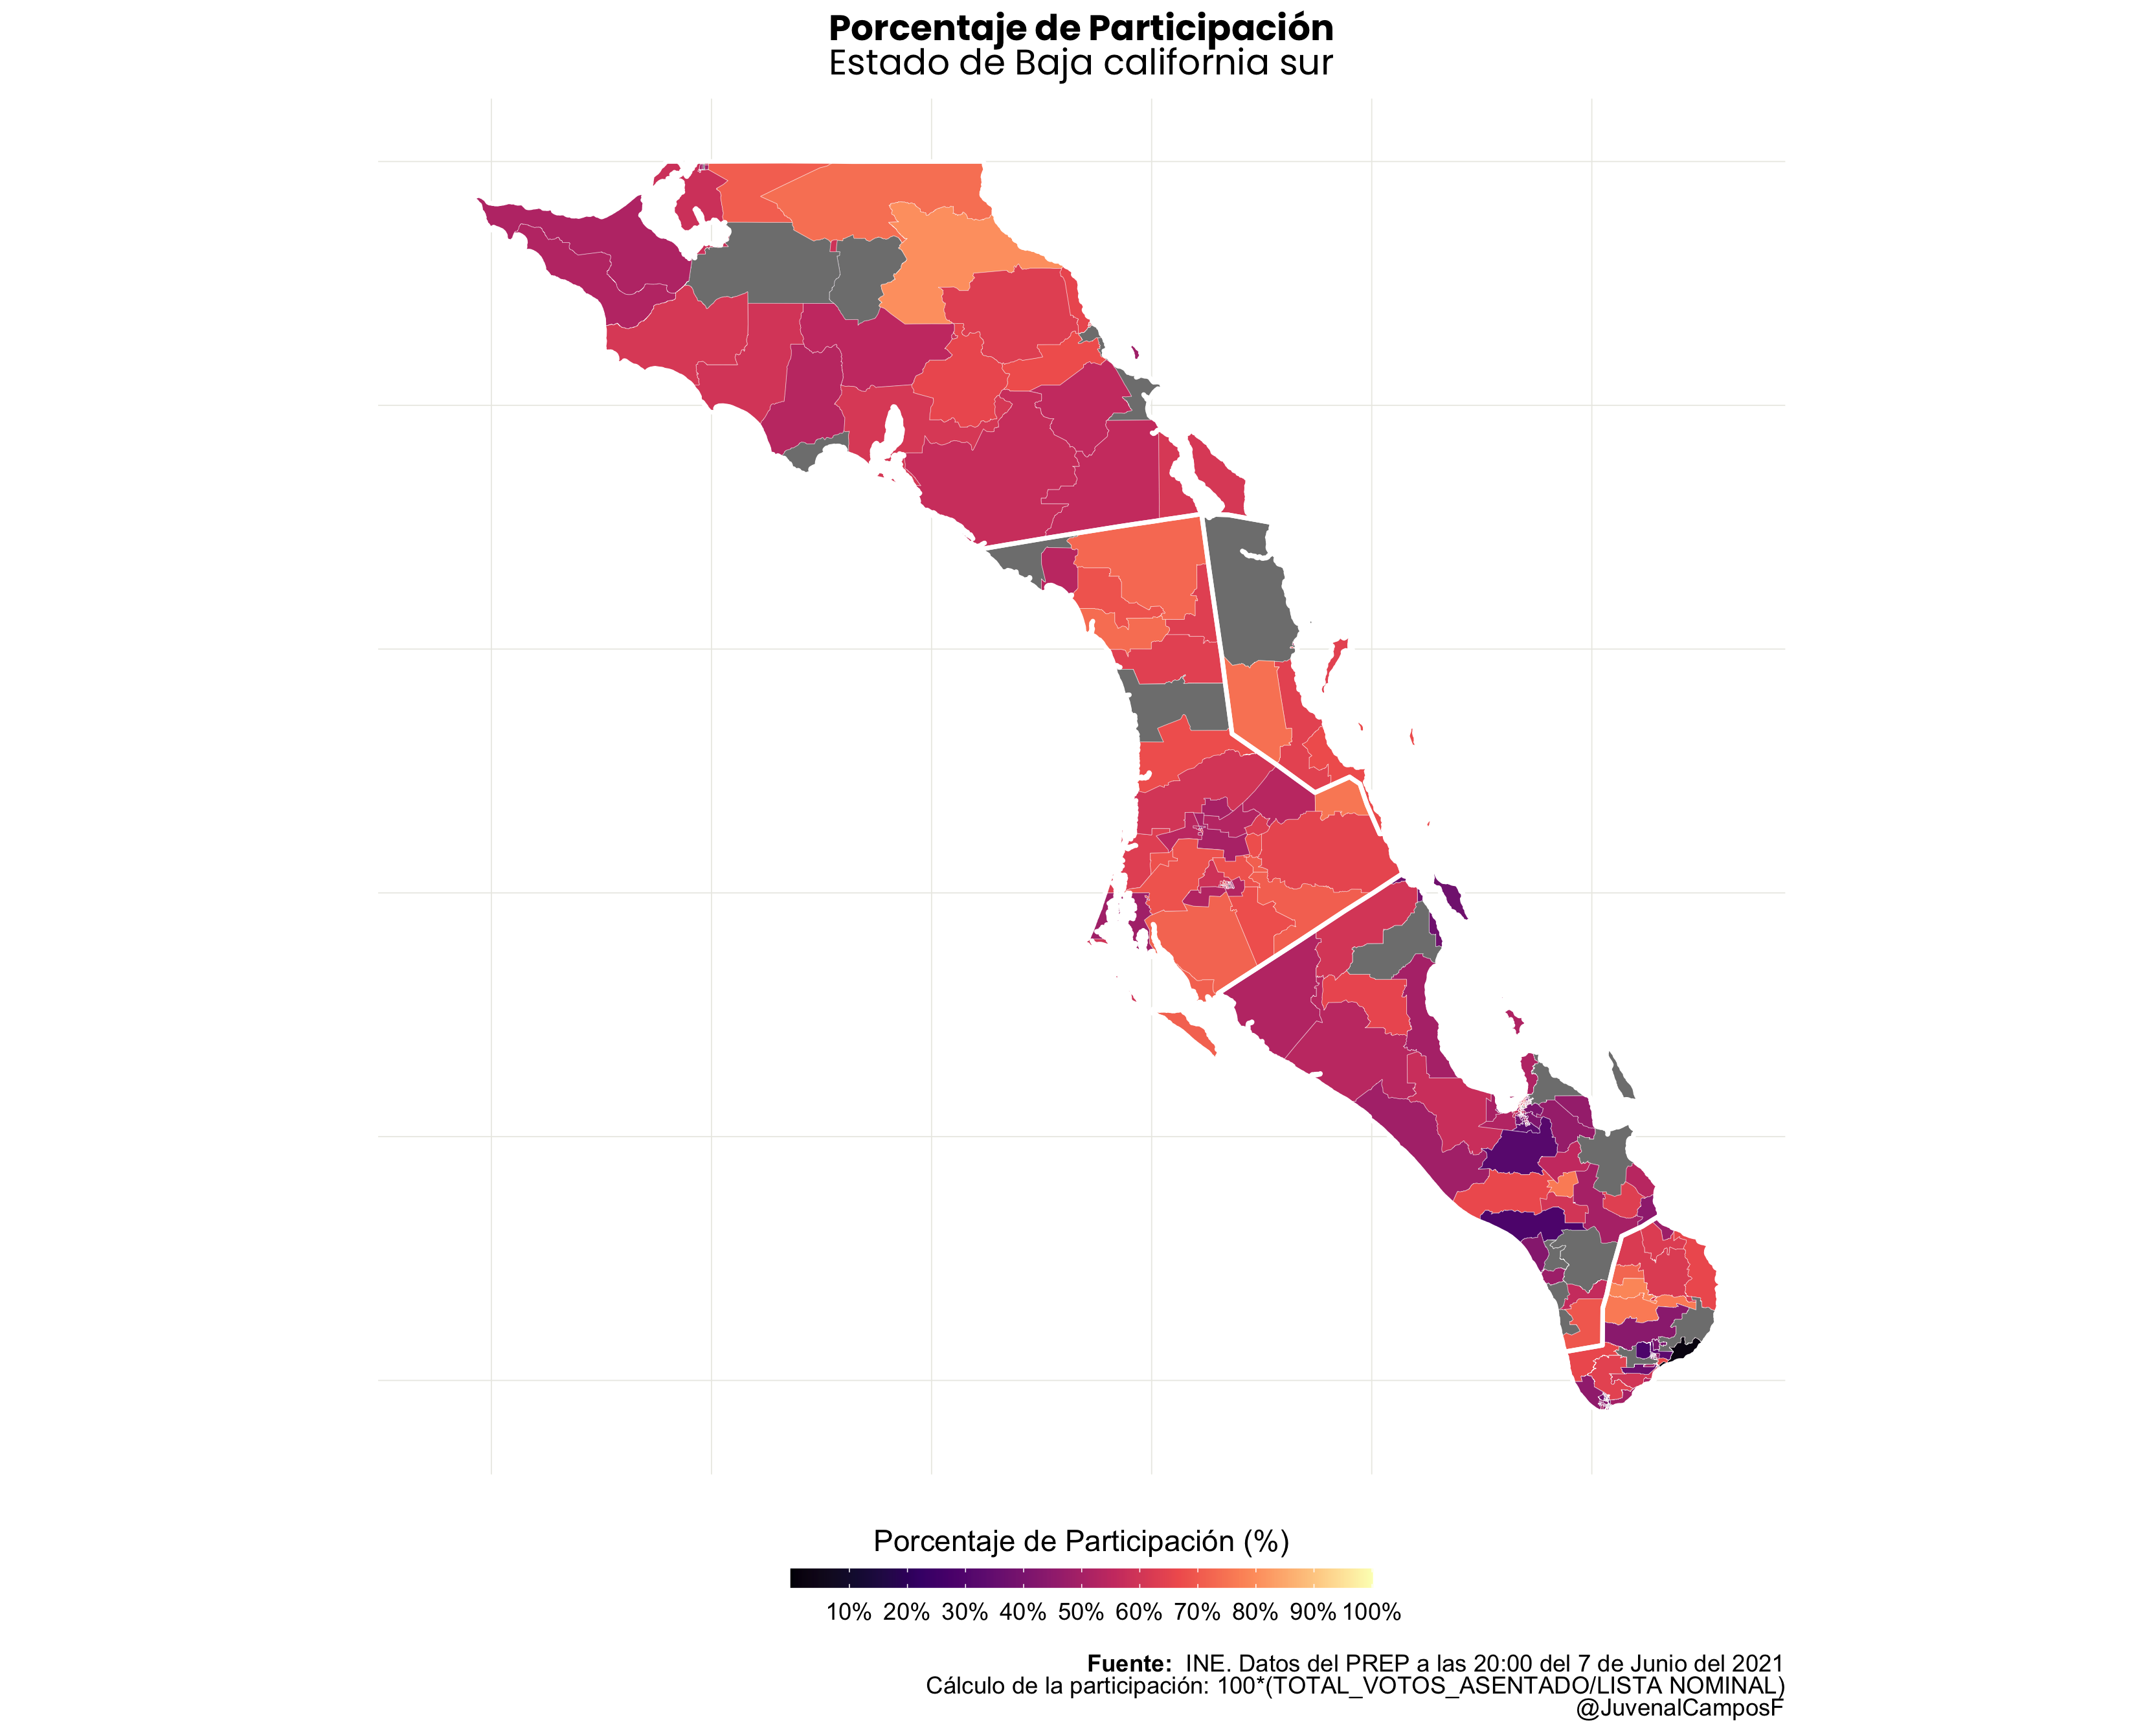 Porcentaje de Participación
Estado de Baja california sur
Porcentaje de Participación (%)
10% 20% 30% 40% 50% 60% 70% 80% 90% 100%
Fuente: INE. Datos del PREP a las 20:00 del 7 de Junio del 2021
Cálculo de la participación: 100*(TOTAL_VOTOS_ASENTADO/LISTA NOMINAL)
@JuvenalCamposF